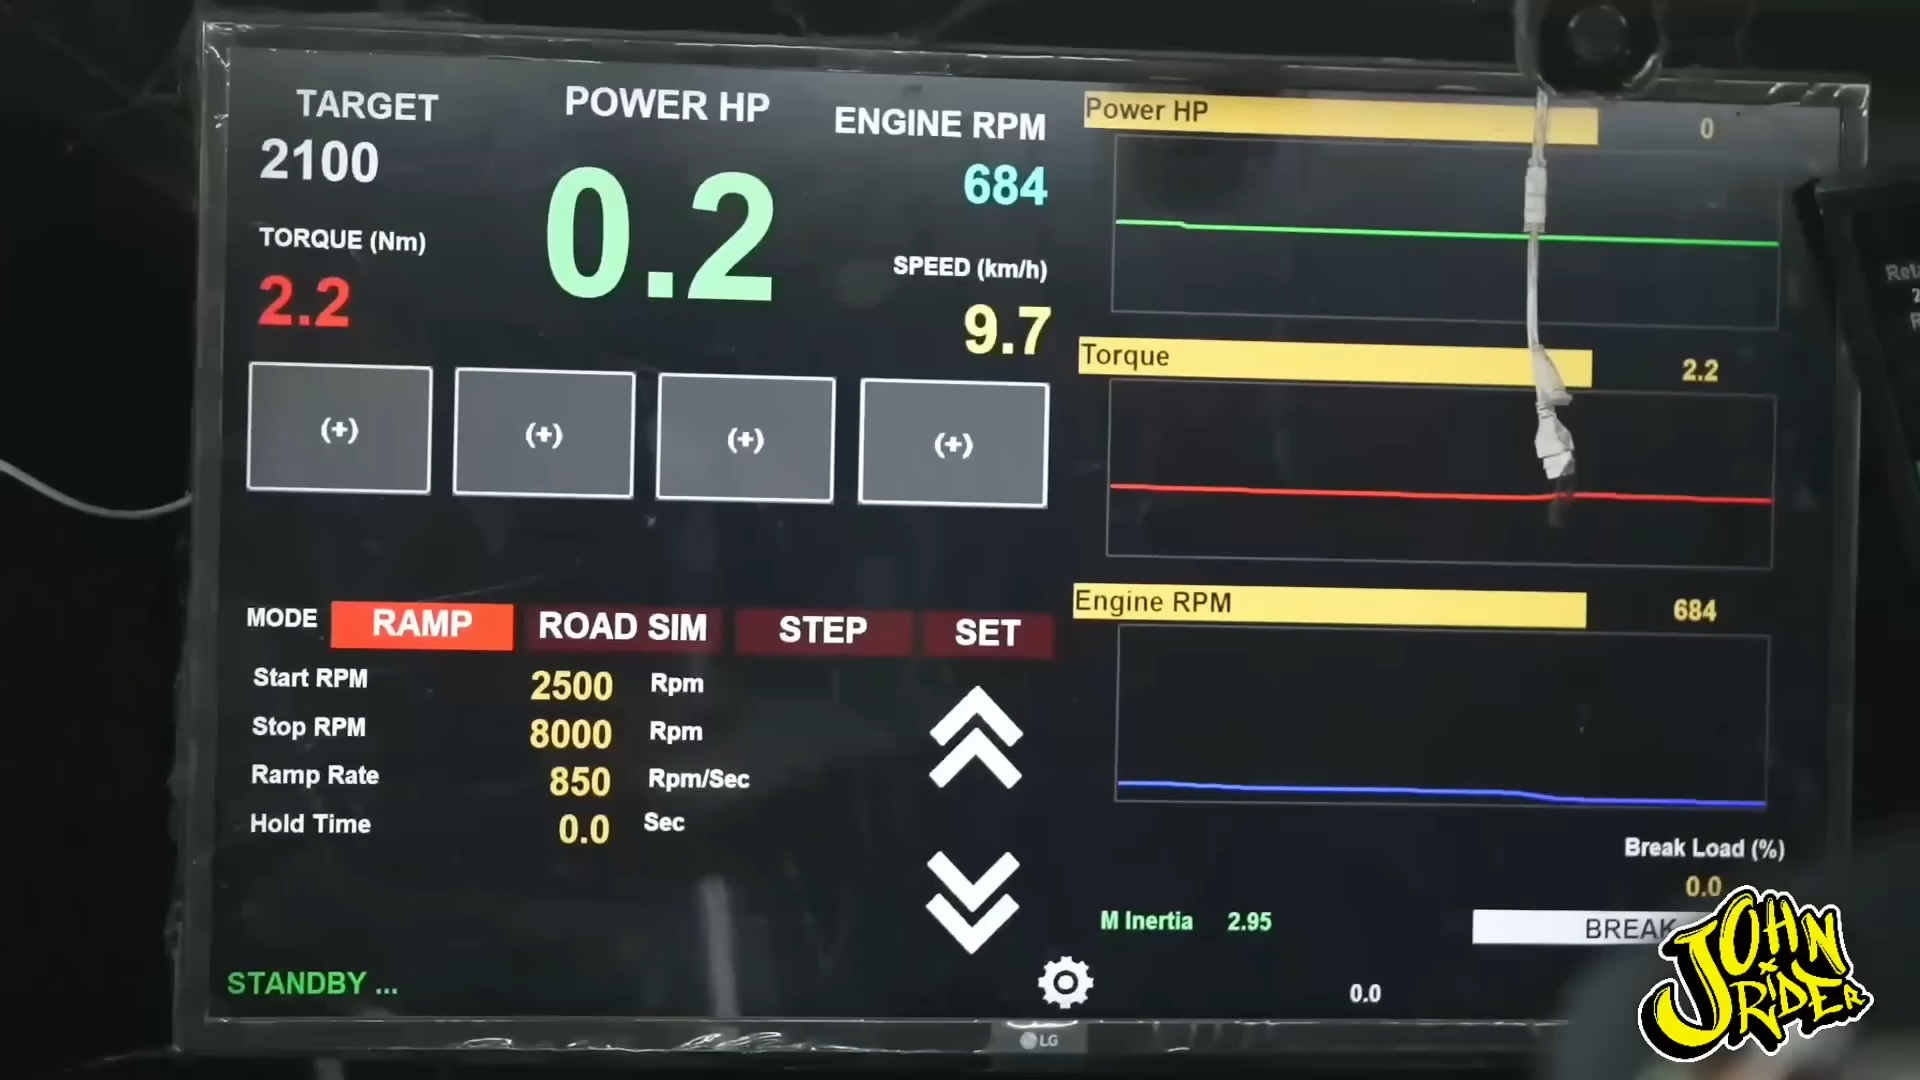 TARGET
2100
POWER HP
0.2
ENGINE RPM
684
TORQUE (Nm)
2.2
SPEED (km/h)
9.7
(+) (+) (+) (+)
MODE RAMP ROAD SIM STEP SET
Start RPM 2500 Rpm
Stop RPM 8000 Rpm
Ramp Rate 850 Rpm/Sec
Hold Time 0.0 Sec
STANDBY ...
Power HP 0
Torque 2.2
Engine RPM 684
Break Load (%)
0.0
M Inertia 2.95
BREAK
0.0
LG
JOHN
RIDER